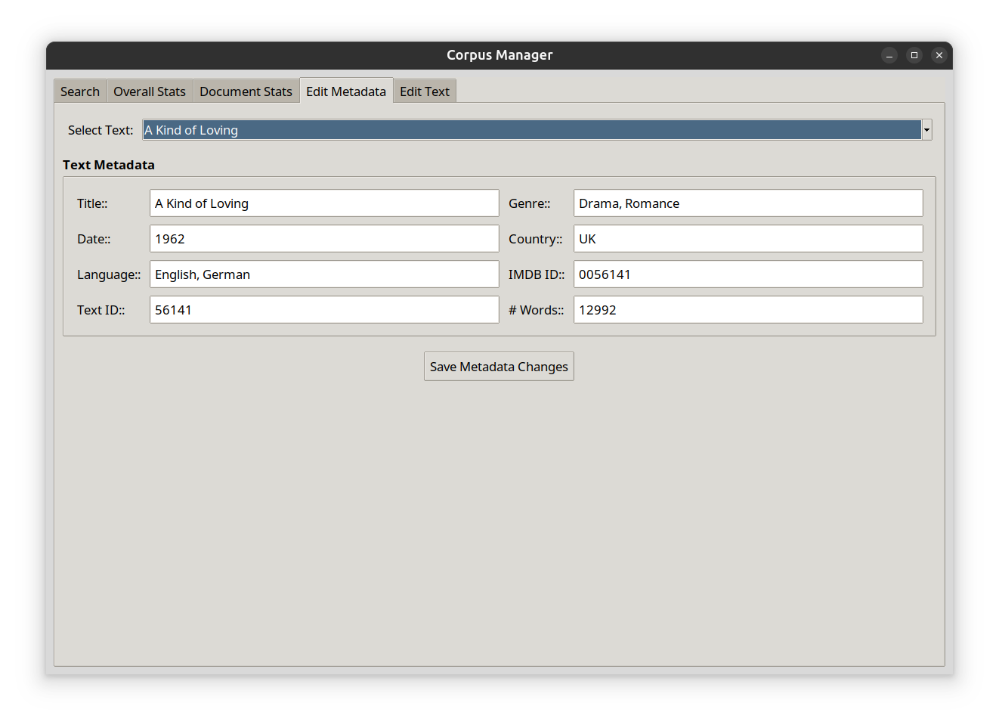 Corpus Manager
Search Overall Stats Document Stats Edit Metadata Edit Text
Select Text: A Kind of Loving
Text Metadata
Title:: A Kind of Loving Genre:: Drama, Romance
Date:: 1962 Country:: UK
Language:: English, German IMDB ID:: 0056141
Text ID:: 56141 # Words:: 12992
Save Metadata Changes